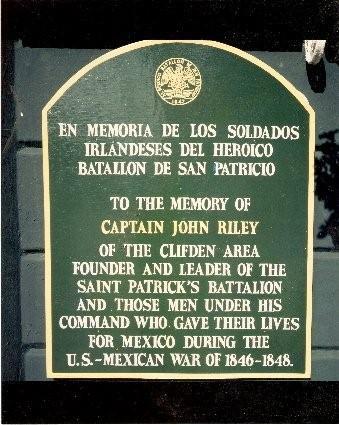 EN MEMORIA DE LOS SOLDADOS
IRLANDESES DEL HEROICO
BATALLON DE SAN PATRICIO
TO THE MEMORY OF
CAPTAIN JOHN RILEY
OF THE CLIFDEN AREA
FOUNDER AND LEADER OF THE
SAINT PATRICK'S BATTALION
AND THOSE MEN UNDER HIS
COMMAND WHO GAVE THEIR LIVES
FOR MEXICO DURING THE
U.S.-MEXICAN WAR OF 1846-1848.